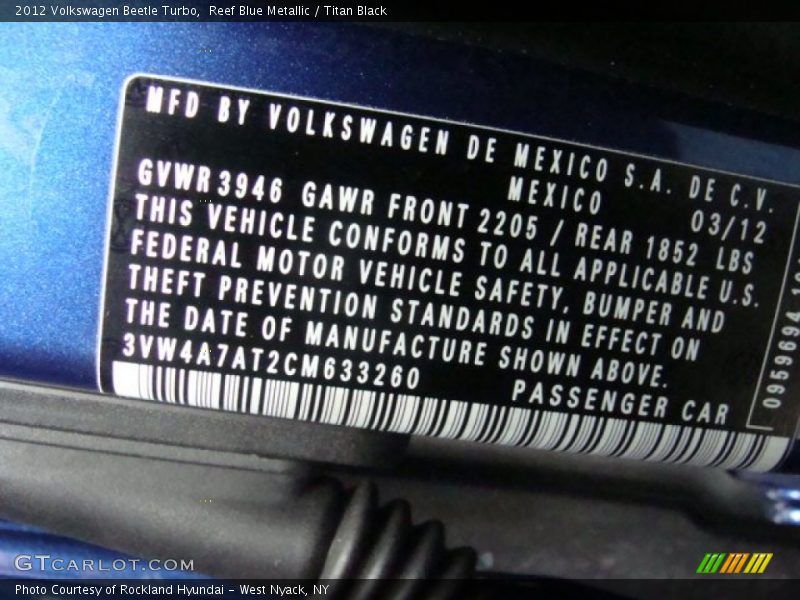 2012 Volkswagen Beetle Turbo, Reef Blue Metallic / Titan Black
MFD BY VOLKSWAGEN DE MEXICO S.A. DE C.V.
MEXICO
03/12
GVWR 3946 GAWR FRONT 2205 / REAR 1852 LBS
THIS VEHICLE CONFORMS TO ALL APPLICABLE U.S.
FEDERAL MOTOR VEHICLE SAFETY, BUMPER AND
THEFT PREVENTION STANDARDS IN EFFECT ON
THE DATE OF MANUFACTURE SHOWN ABOVE.
3VW4A7AT2CM633260
PASSENGER CAR
0959694
GTCARLOT.COM
Photo Courtesy of Rockland Hyundai - West Nyack, NY